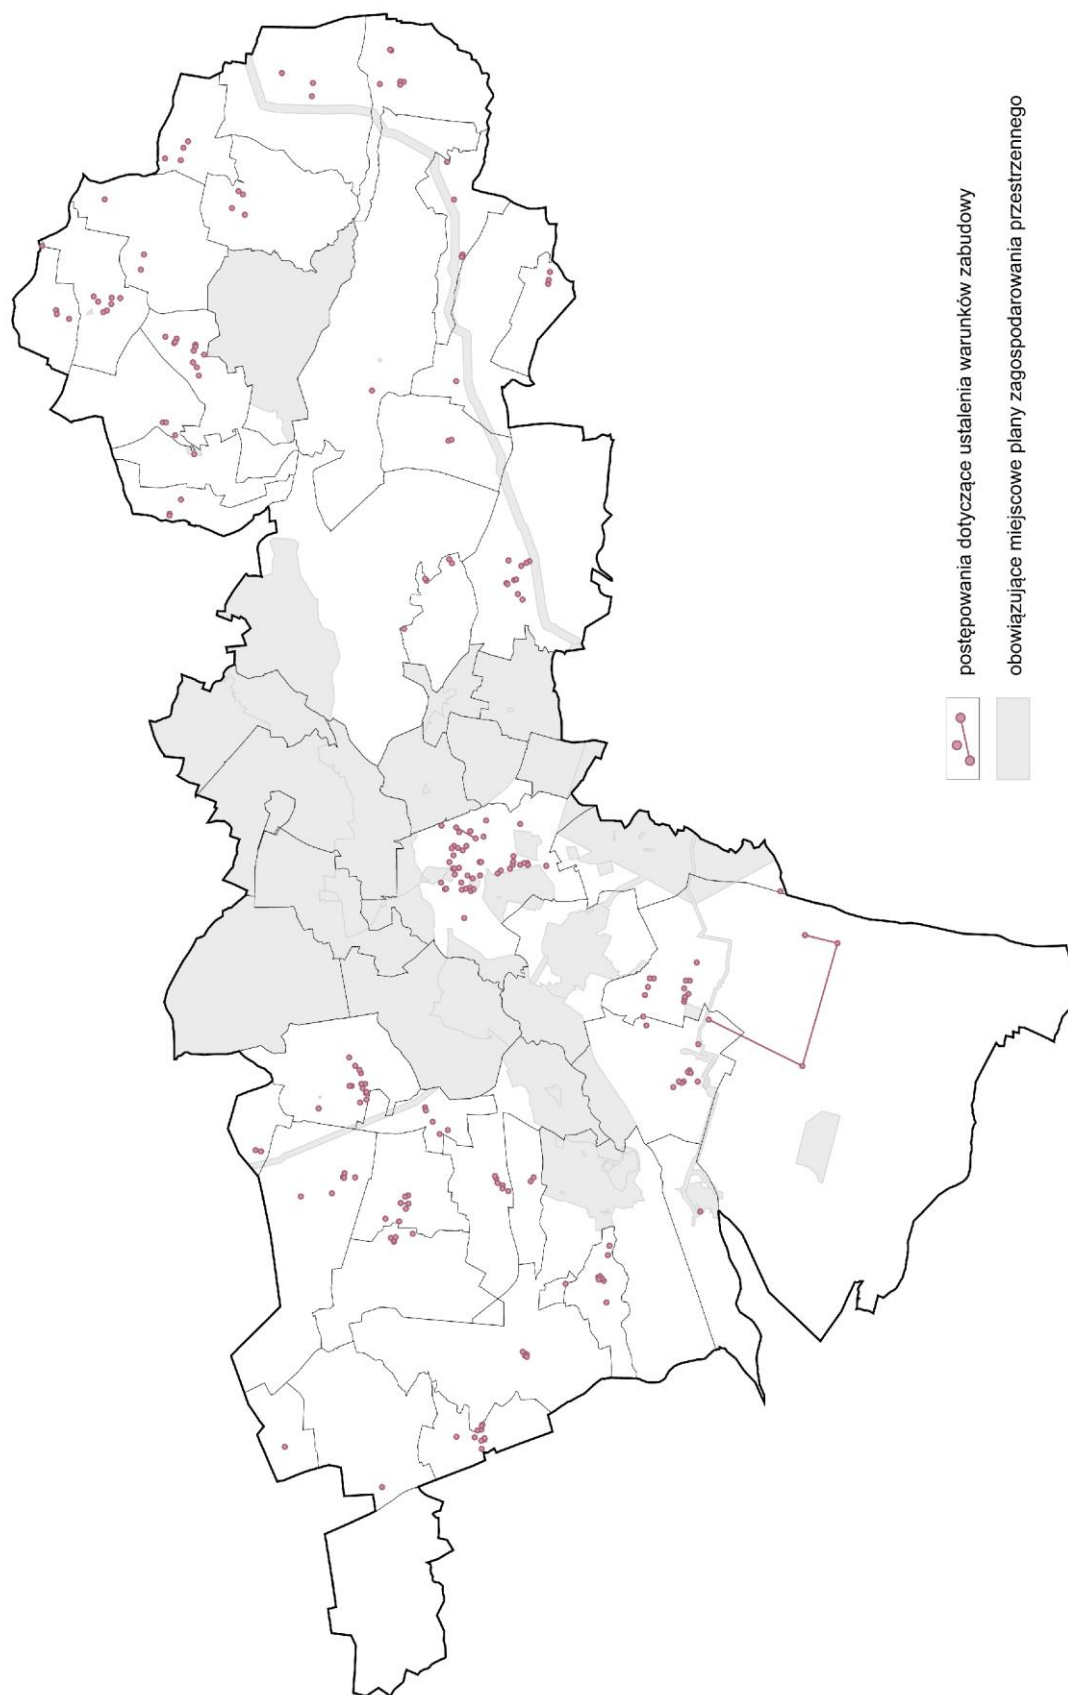 postępowania dotyczące ustalenia warunków zabudowy
obowiązujące miejscowe plany zagospodarowania przestrzennego